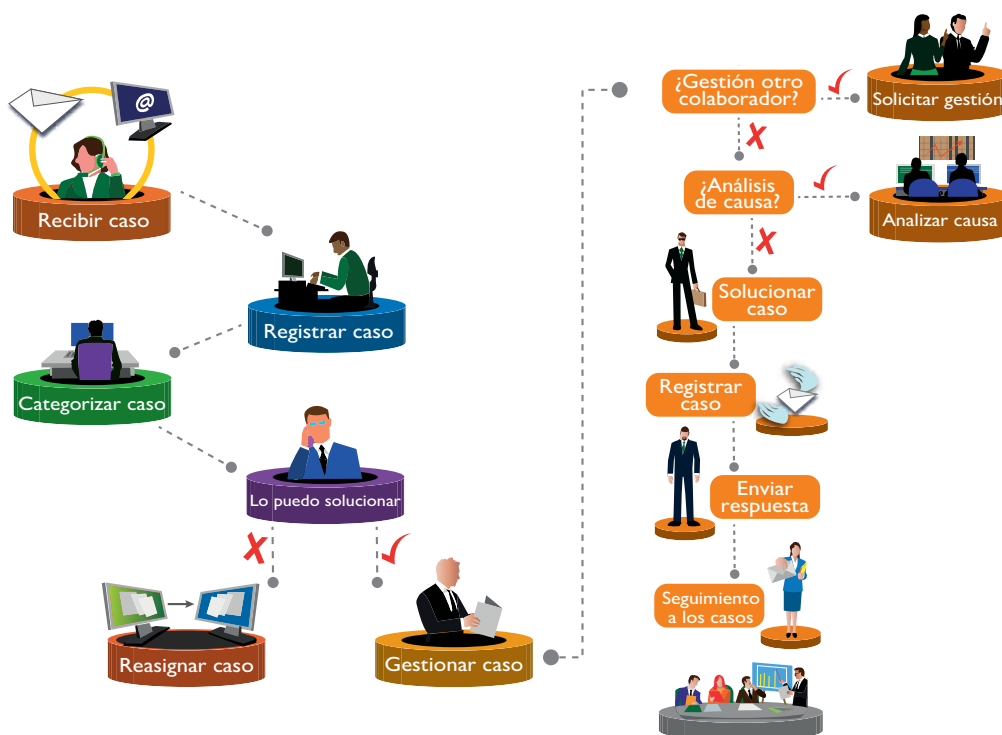 @
Recibir caso
Registrar caso
Categorizar caso
Lo puedo solucionar
Reasignar caso
Gestionar caso
¿Gestión otro
colaborador?
Solicitar gestión
¿Análisis
de causa?
Analizar causa
Solucionar
caso
Registrar
caso
Enviar
respuesta
Seguimiento
a los casos